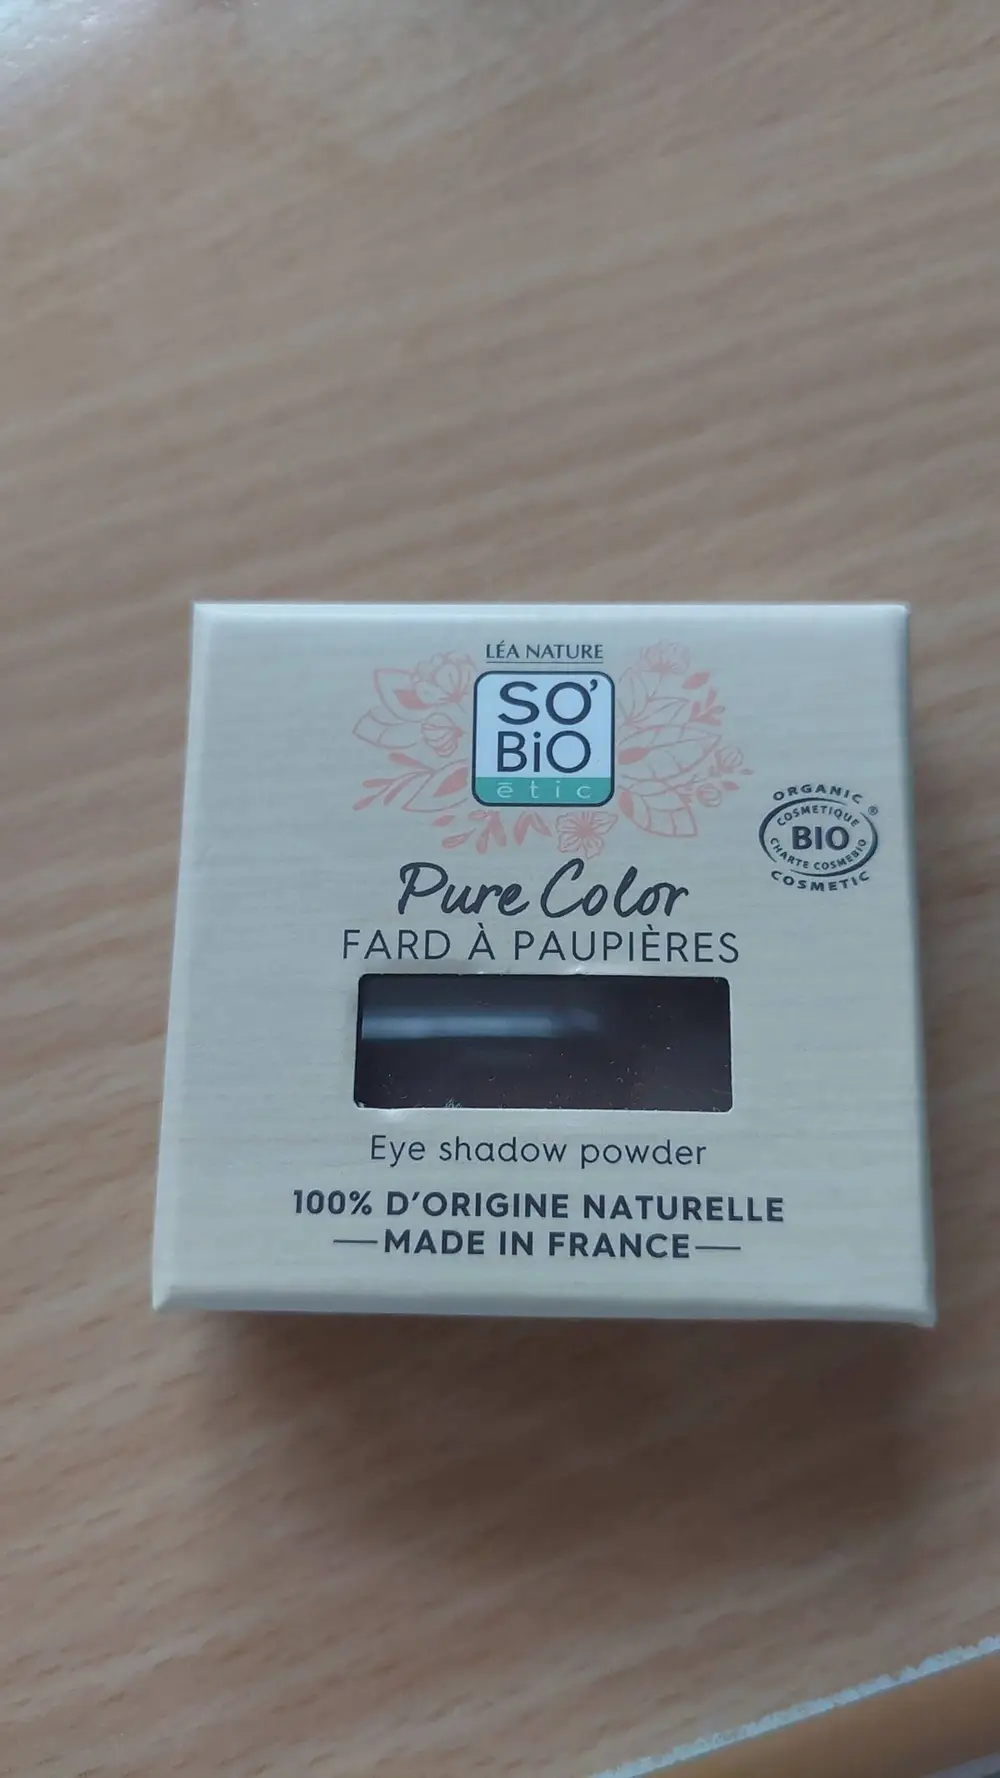 LÉA NATURE
SO'
BiO
ētic
ORGANIC
COSMETIQUE
BIO
CHARTE COSMEBIO
COSMETIC
®
Pure Color
FARD À PAUPIÈRES
Eye shadow powder
100% D'ORIGINE NATURELLE
MADE IN FRANCE